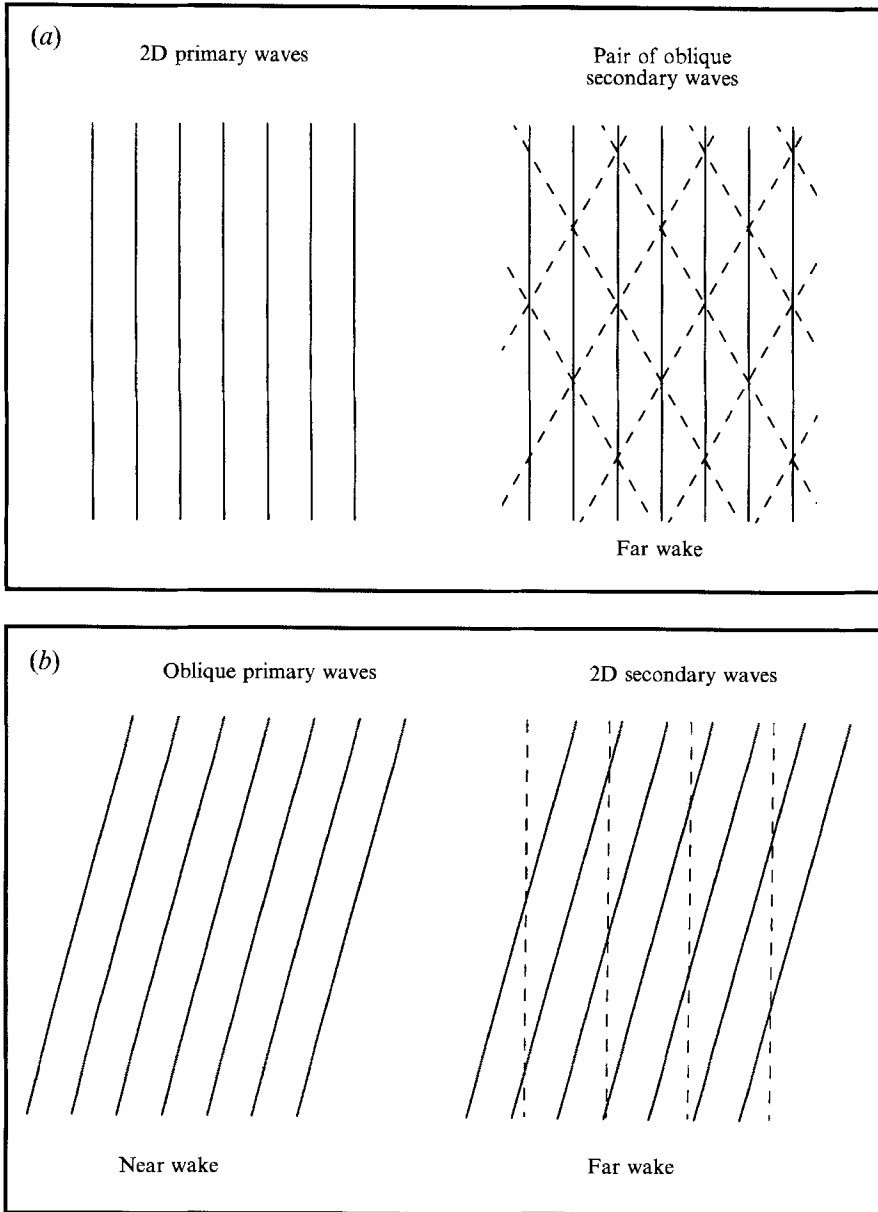 (a)
2D primary waves
Pair of oblique
secondary waves
Far wake
(b)
Oblique primary waves
2D secondary waves
Near wake
Far wake